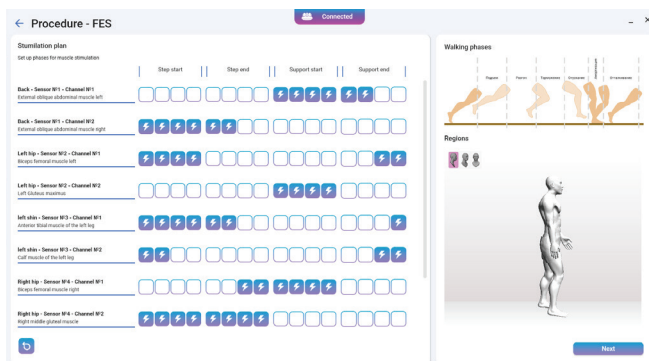 Procedure - FES
Connected
Stumilation plan
Set up phases for muscle stimulation
Step start
Step end
Support start
Support end
Back • Sensor №1 • Channel №1
External oblique abdominal muscle left
Back • Sensor №1 • Channel №2
External oblique abdominal muscle right
Left hip • Sensor №2 • Channel №1
Biceps femoral muscle left
Left hip • Sensor №2 • Channel №2
Left Gluteus maximus
left shin • Sensor №3 • Channel №1
Anterior tibial muscle of the left leg
left shin • Sensor №3 • Channel №2
Calf muscle of the left leg
Right hip - Sensor №4 • Channel №1
Biceps femoral muscle right
Right hip - Sensor №4 • Channel №2
Right middle gluteal muscle
Walking phases
Regions
Next